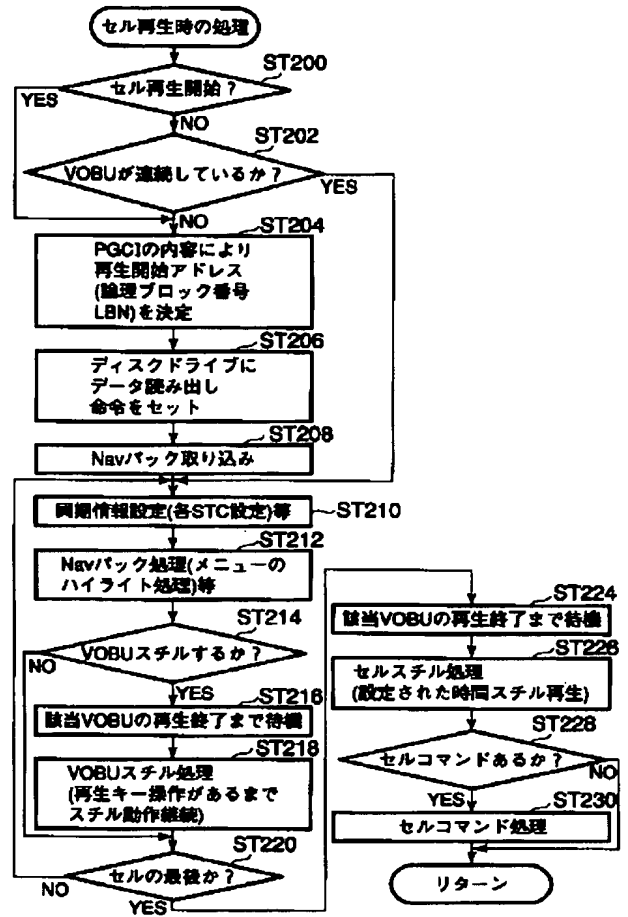 セル再生時の処理
ST200
セル再生開始？
YES
NO
ST202
VOBUが連続しているか？
YES
NO
ST204
PGCIの内容により
再生開始アドレス
(論理ブロック番号
LBN)を決定
ST206
ディスクドライブに
データ読み出し
命令をセット
ST208
Navパック取り込み
同期情報設定(各STC設定)等
ST210
ST212
Navパック処理(メニューの
ハイライト処理)等
ST214
VOBUスチルするか？
NO
YES
ST216
該当VOBUの再生終了まで待機
ST218
VOBUスチル処理
(再生キー操作があるまで
スチル動作継続)
ST220
セルの最後か？
NO
YES
ST224
該当VOBUの再生終了まで待機
ST226
セルスチル処理
(設定された時間スチル再生)
ST228
セルコマンドあるか？
NO
YES
ST230
セルコマンド処理
リターン